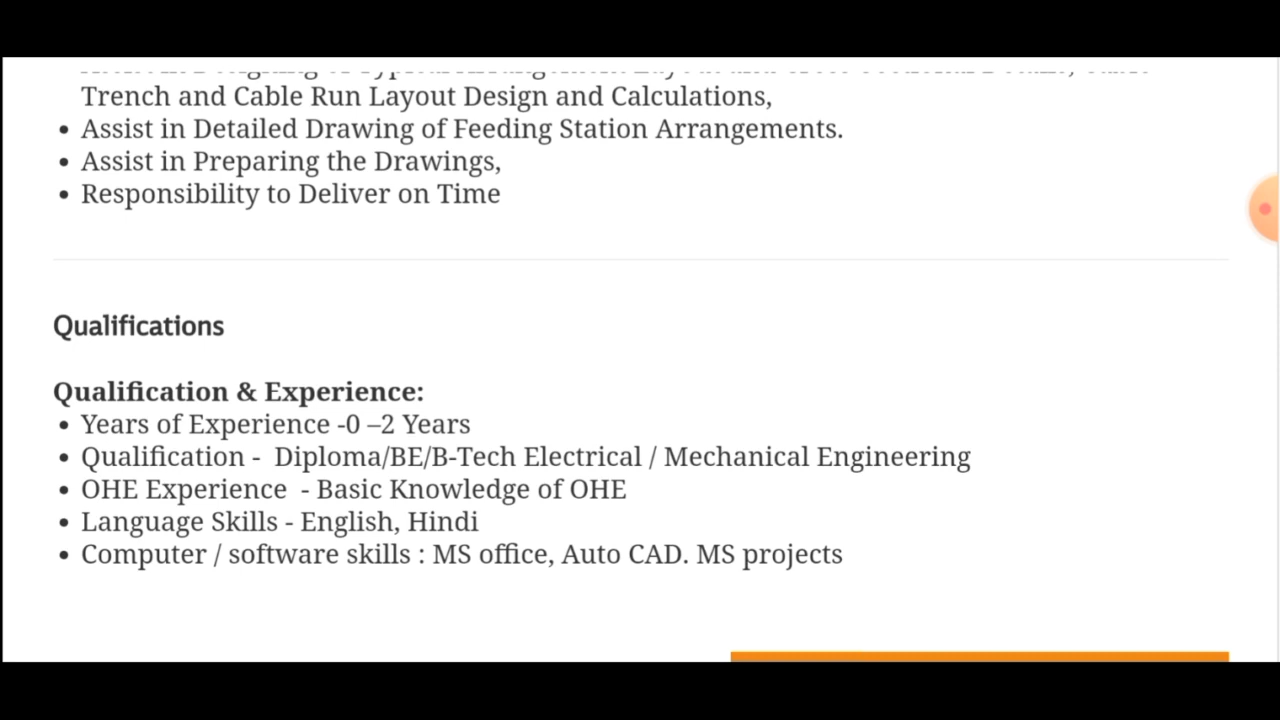 Trench and Cable Run Layout Design and Calculations,
• Assist in Detailed Drawing of Feeding Station Arrangements.
• Assist in Preparing the Drawings,
• Responsibility to Deliver on Time
Qualifications
Qualification & Experience:
• Years of Experience -0 –2 Years
• Qualification -  Diploma/BE/B-Tech Electrical / Mechanical Engineering
• OHE Experience  - Basic Knowledge of OHE
• Language Skills - English, Hindi
• Computer / software skills : MS office, Auto CAD. MS projects